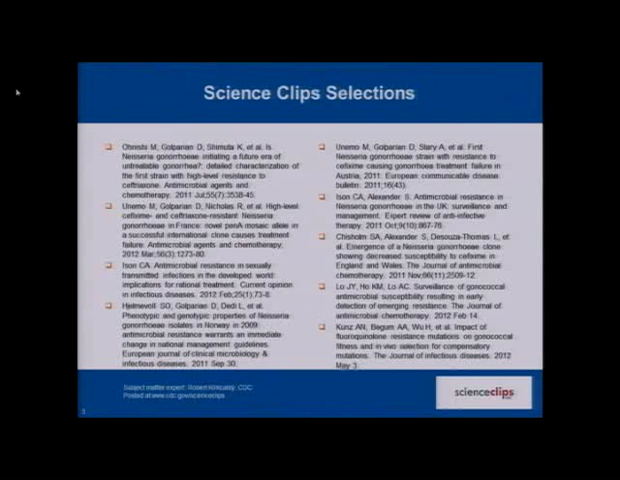 Science Clips Selections
Ohnishi M, Golparian D, Shimuta K, et al. Is
Neisseria gonorrhoeae initiating a future era of
untreatable gonorrhea?: detailed characterization of
the first strain with high-level resistance to
ceftriaxone. Antimicrobial agents and
chemotherapy. 2011 Jul;55(7):3538-45.
Unemo M, Golparian D, Nicholas R, et al. High-level
cefixime- and ceftriaxone-resistant Neisseria
gonorrhoeae in France: novel penA mosaic allele in
a successful international clone causes treatment
failure. Antimicrobial agents and chemotherapy.
2012 Mar;56(3):1273-80.
Ison CA. Antimicrobial resistance in sexually
transmitted infections in the developed world:
implications for rational treatment. Current opinion
in infectious diseases. 2012 Feb;25(1):73-8.
Hjelmevoll SO, Golparian D, Dedi L, et al.
Phenotypic and genotypic properties of Neisseria
gonorrhoeae isolates in Norway in 2009:
antimicrobial resistance warrants an immediate
change in national management guidelines.
European journal of clinical microbiology &
infectious diseases. 2011 Sep 30.
Unemo M, Golparian D, Stary A, et al. First
Neisseria gonorrhoeae strain with resistance to
cefixime causing gonorrhoea treatment failure in
Austria, 2011. European communicable disease
bulletin. 2011;16(43).
Ison CA, Alexander S. Antimicrobial resistance in
Neisseria gonorrhoeae in the UK: surveillance and
management. Expert review of anti-infective
therapy. 2011 Oct;9(10):867-76.
Chisholm SA, Alexander S, Desouza-Thomas L, et
al. Emergence of a Neisseria gonorrhoeae clone
showing decreased susceptibility to cefixime in
England and Wales. The Journal of antimicrobial
chemotherapy. 2011 Nov;66(11):2509-12.
Lo JY, Ho KM, Lo AC. Surveillance of gonococcal
antimicrobial susceptibility resulting in early
detection of emerging resistance. The Journal of
antimicrobial chemotherapy. 2012 Feb 14.
Kunz AN, Begum AA, Wu H, et al. Impact of
fluoroquinolone resistance mutations on gonococcal
fitness and in vivo selection for compensatory
mutations. The Journal of infectious diseases. 2012
May 3.
Subject matter expert: Robert Kirkcaldy, CDC
Posted at www.cdc.gov/scienceclips
scienceclips